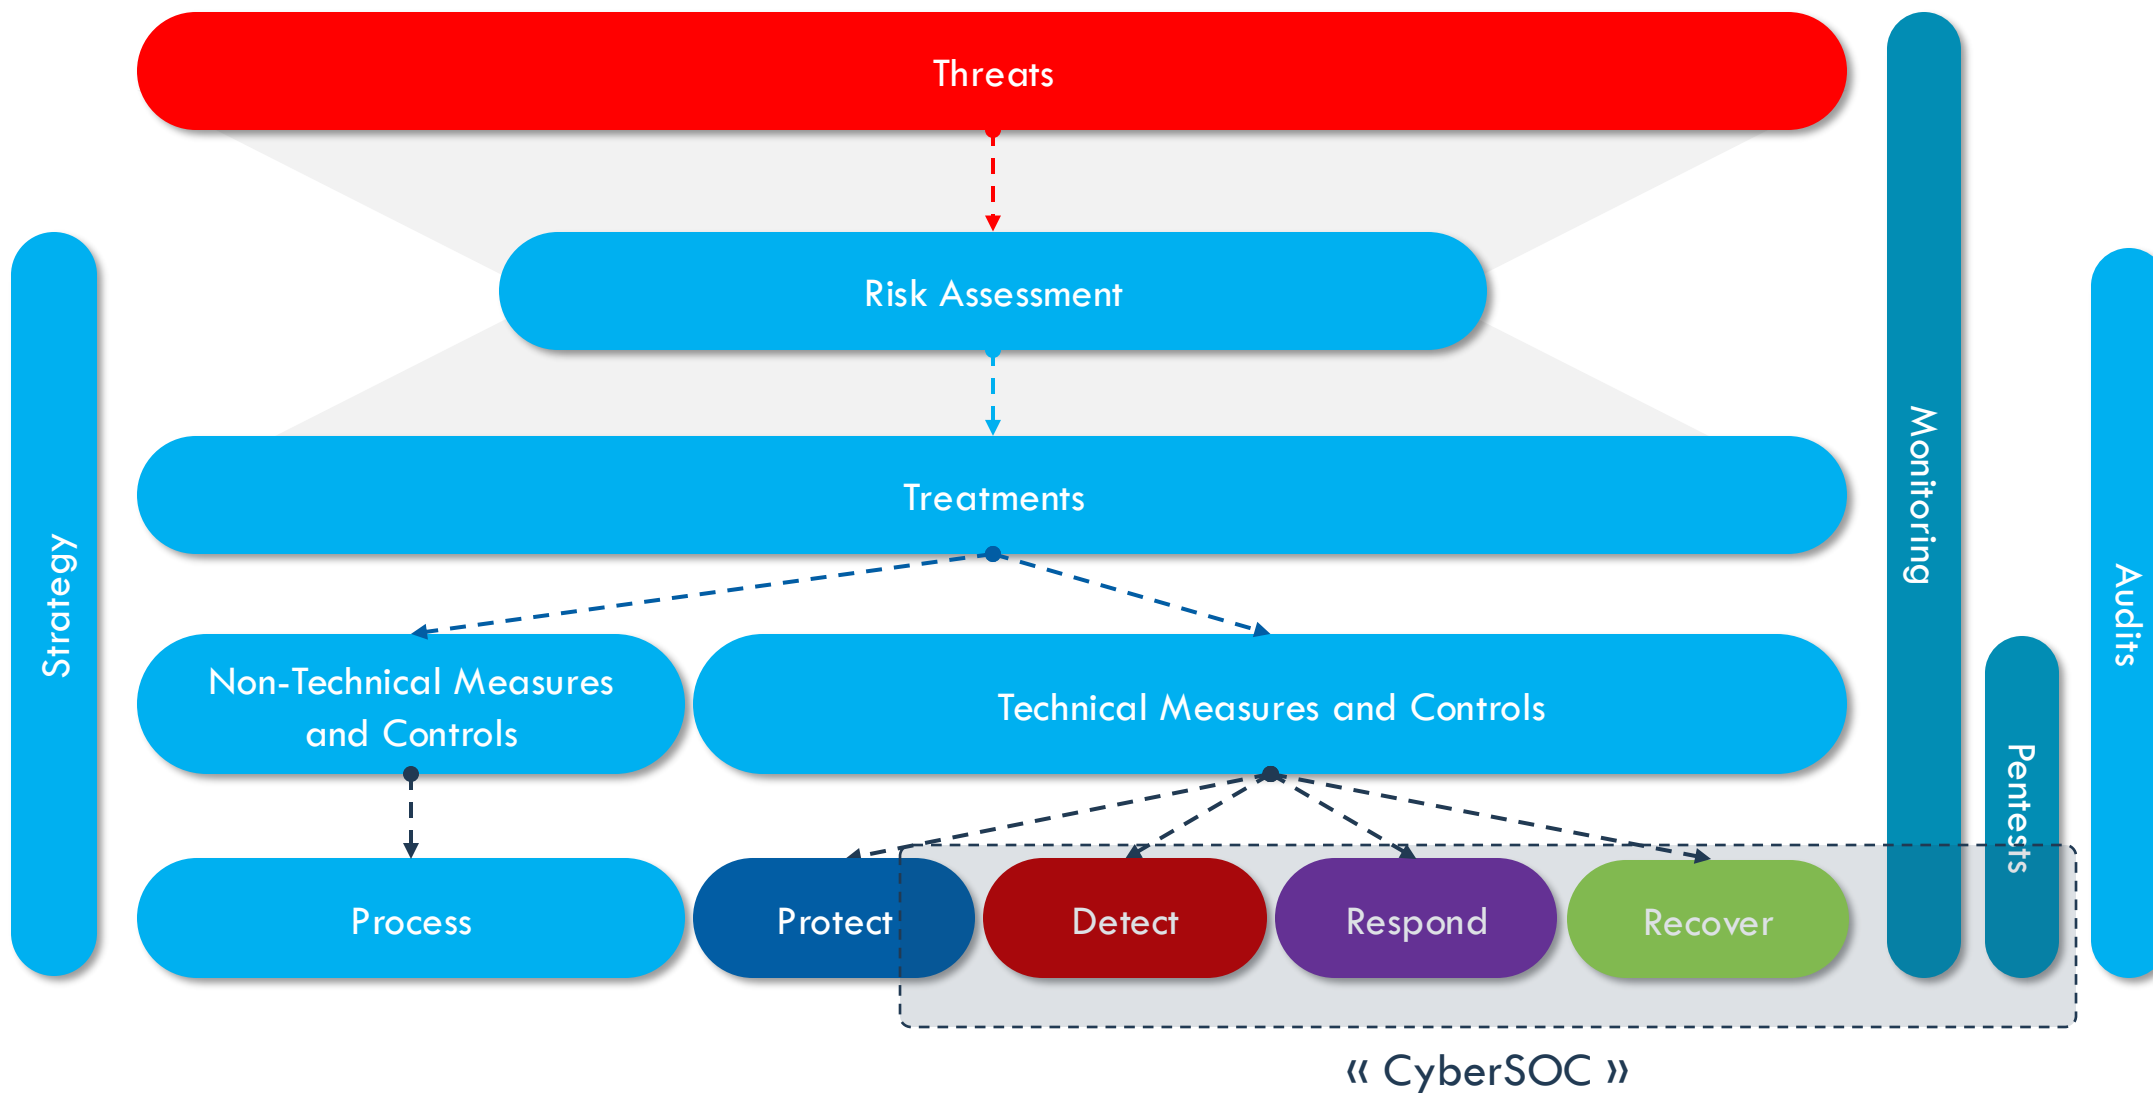 Threats
Risk Assessment
Treatments
Strategy
Monitoring
Audits
Non-Technical Measures
and Controls
Technical Measures and Controls
Pentests
Process
Protect
Detect
Respond
Recover
« CyberSOC »